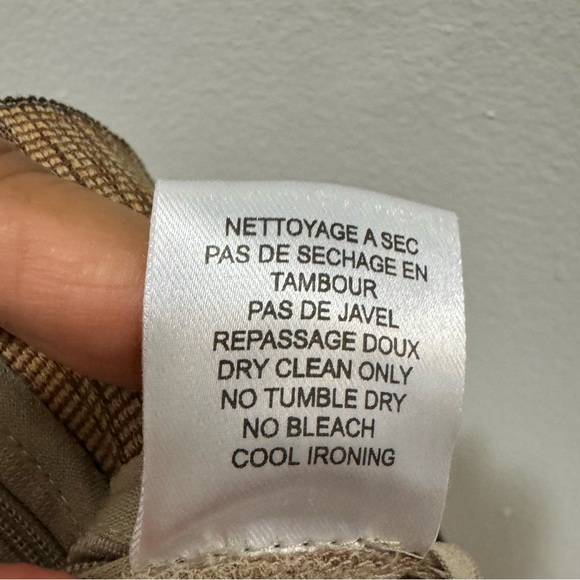 NETTOYAGE A SEC
PAS DE SECHAGE EN
TAMBOUR
PAS DE JAVEL
REPASSAGE DOUX
DRY CLEAN ONLY
NO TUMBLE DRY
NO BLEACH
COOL IRONING